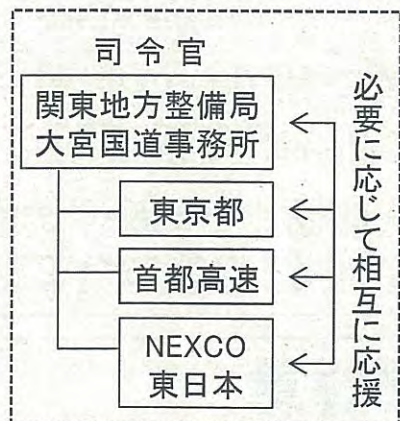 司令官
関東地方整備局
大宮国道事務所
東京都
首都高速
NEXCO
東日本
必要に応じて相互に応援